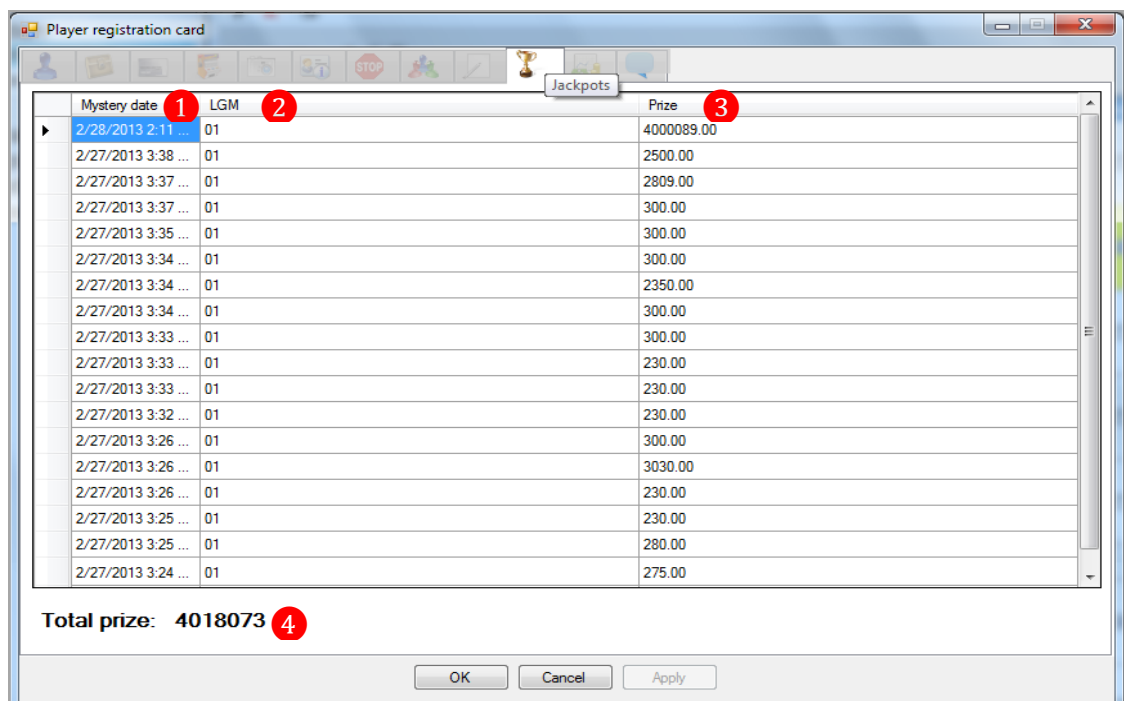 Player registration card
STOP
Jackpots
Mystery date 1 LGM 2 Prize 3
2/28/2013 2:11 ... 01 4000089.00
2/27/2013 3:38 ... 01 2500.00
2/27/2013 3:37 ... 01 2809.00
2/27/2013 3:37 ... 01 300.00
2/27/2013 3:35 ... 01 300.00
2/27/2013 3:34 ... 01 300.00
2/27/2013 3:34 ... 01 2350.00
2/27/2013 3:34 ... 01 300.00
2/27/2013 3:33 ... 01 300.00
2/27/2013 3:33 ... 01 230.00
2/27/2013 3:33 ... 01 230.00
2/27/2013 3:32 ... 01 230.00
2/27/2013 3:26 ... 01 300.00
2/27/2013 3:26 ... 01 3030.00
2/27/2013 3:26 ... 01 230.00
2/27/2013 3:25 ... 01 230.00
2/27/2013 3:25 ... 01 280.00
2/27/2013 3:24 ... 01 275.00
Total prize: 4018073 4
OK Cancel Apply